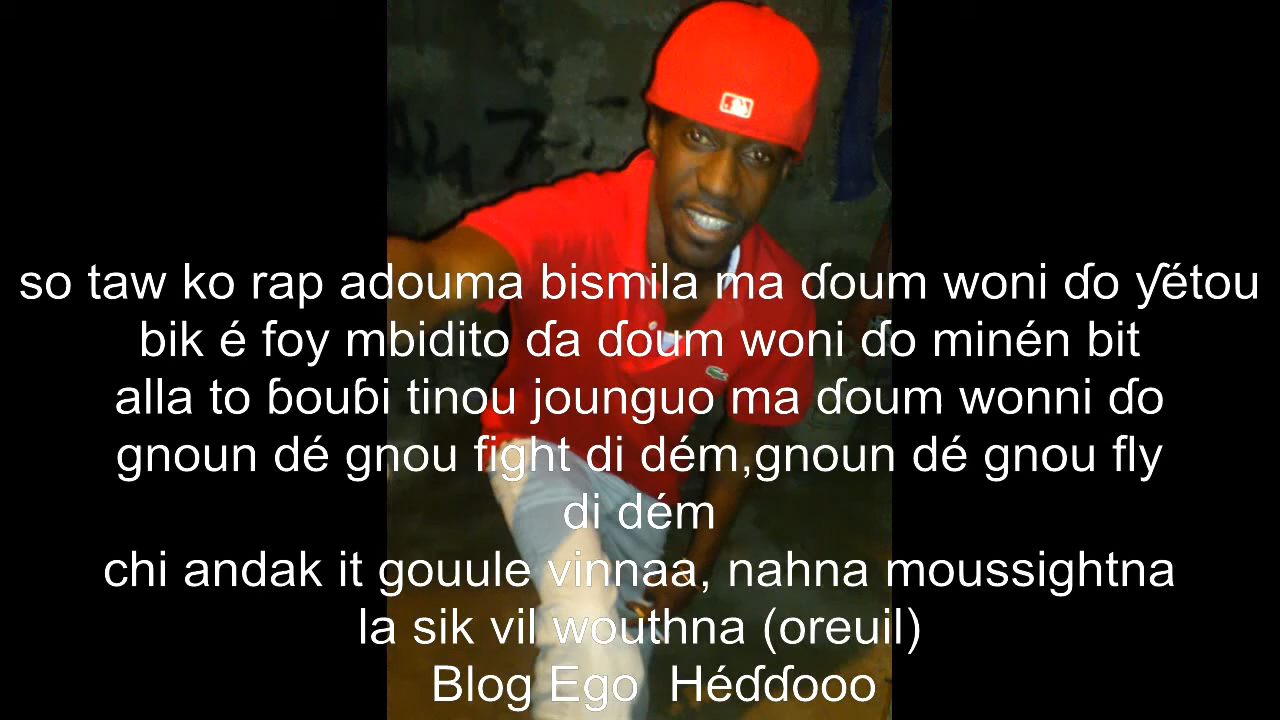 so taw ko rap adouma bismila ma ɗoum woni ɗo ƴétou
bik é foy mbidito ɗa ɗoum woni ɗo minén bit
alla to ɓouɓi tinou jounguo ma ɗoum wonni ɗo
gnoun dé gnou fight di dém,gnoun dé gnou fly
di dém
chi andak it gouule vinnaa, nahna moussightna
la sik vil wouthna (oreuil)
Blog Ego Héɗɗooo